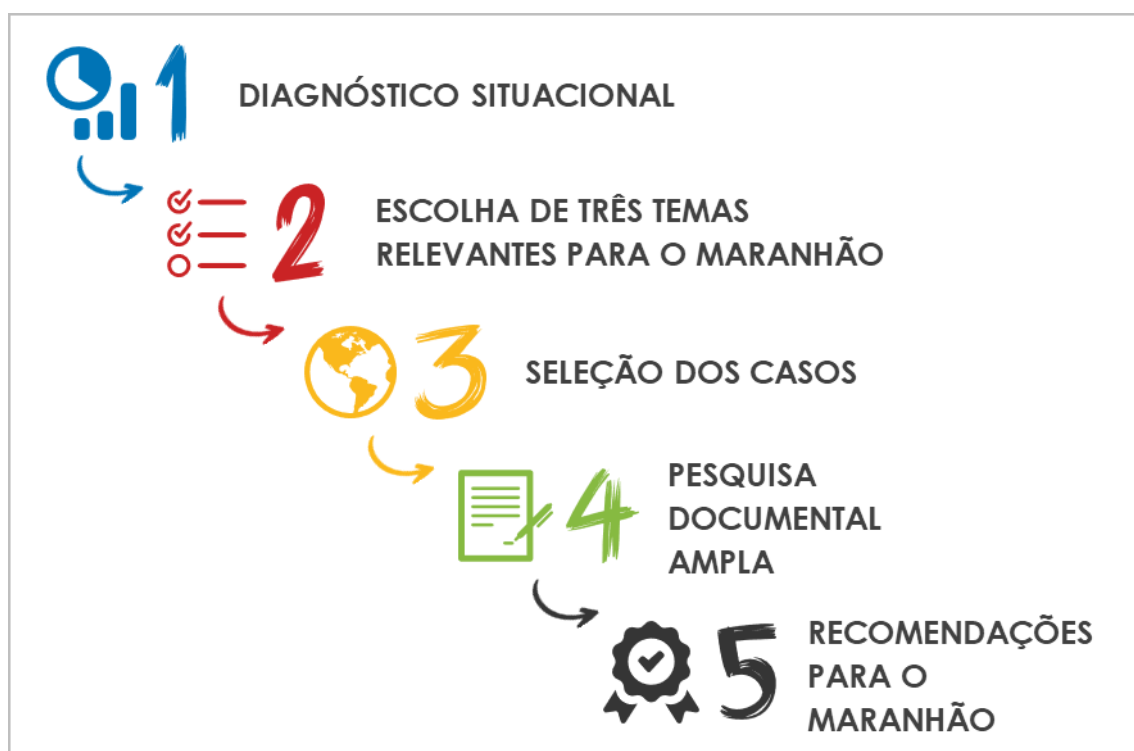 1
DIAGNÓSTICO SITUACIONAL
2
ESCOLHA DE TRÊS TEMAS
RELEVANTES PARA O MARANHÃO
3
SELEÇÃO DOS CASOS
4
PESQUISA
DOCUMENTAL
AMPLA
5
RECOMENDAÇÕES
PARA O
MARANHÃO